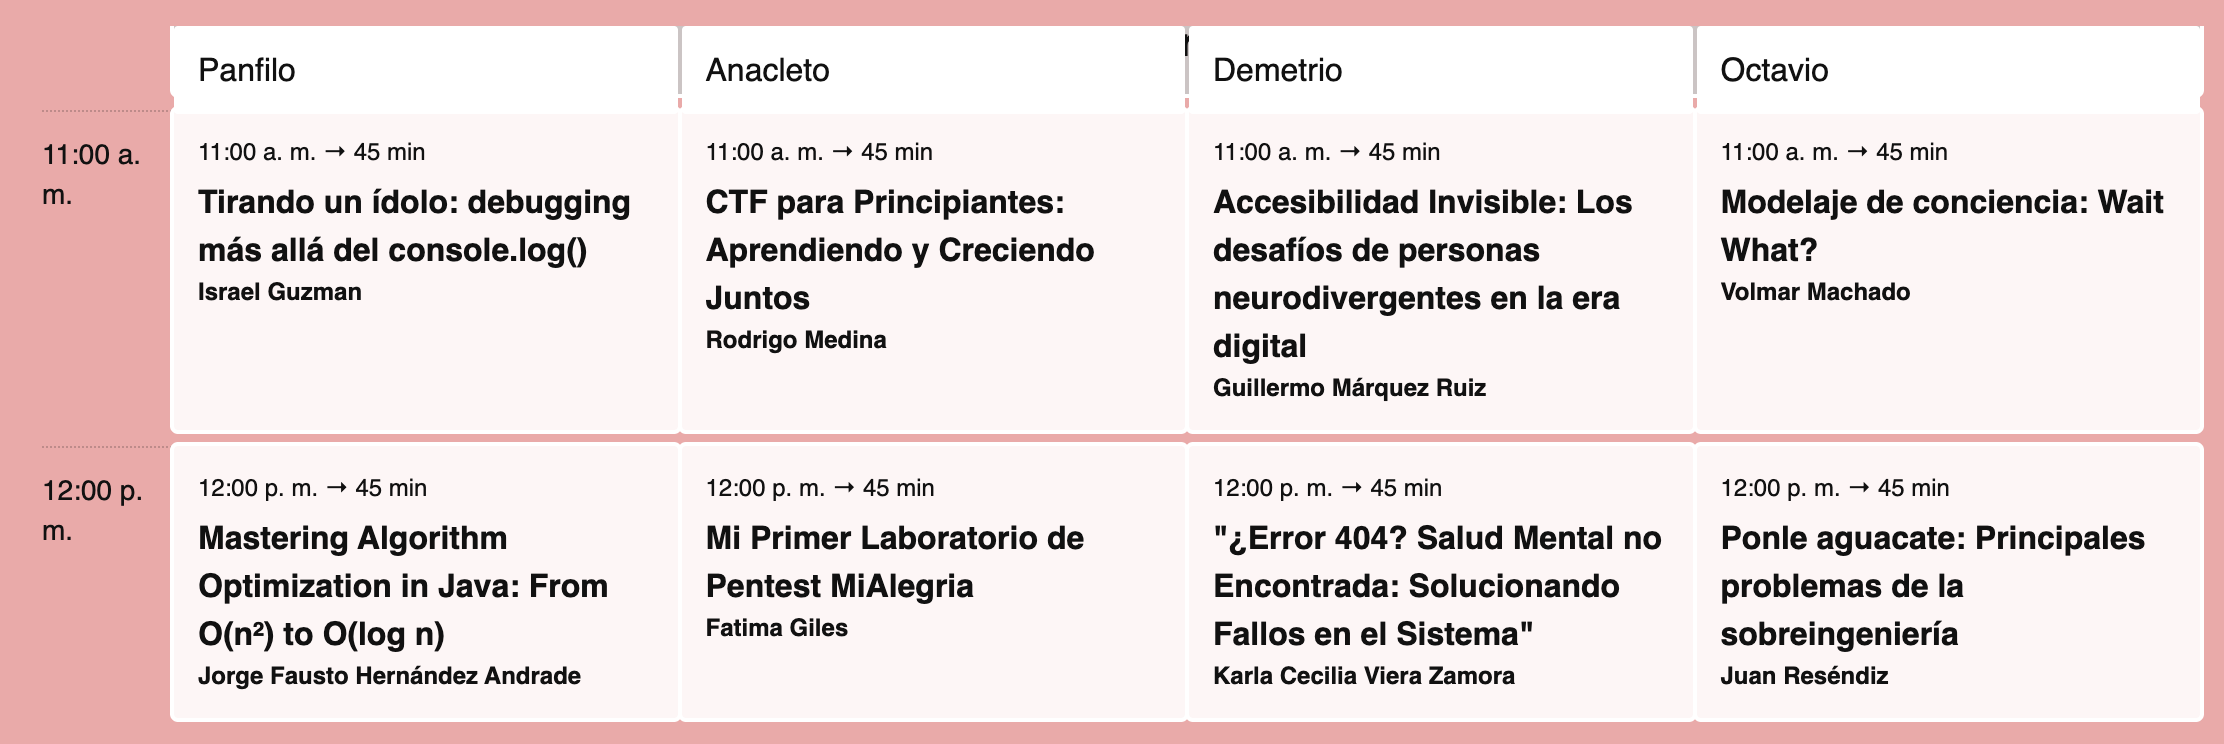 Panfilo
Anacleto
Demetrio
Octavio
11:00 a.
m.
11:00 a. m. → 45 min
Tirando un ídolo: debugging
más allá del console.log()
Israel Guzman
11:00 a. m. → 45 min
CTF para Principiantes:
Aprendiendo y Creciendo
Juntos
Rodrigo Medina
11:00 a. m. → 45 min
Accesibilidad Invisible: Los
desafíos de personas
neurodivergentes en la era
digital
Guillermo Márquez Ruiz
11:00 a. m. → 45 min
Modelaje de conciencia: Wait
What?
Volmar Machado
12:00 p.
m.
12:00 p. m. → 45 min
Mastering Algorithm
Optimization in Java: From
O(n²) to O(log n)
Jorge Fausto Hernández Andrade
12:00 p. m. → 45 min
Mi Primer Laboratorio de
Pentest MiAlegria
Fatima Giles
12:00 p. m. → 45 min
"¿Error 404? Salud Mental no
Encontrada: Solucionando
Fallos en el Sistema"
Karla Cecilia Viera Zamora
12:00 p. m. → 45 min
Ponle aguacate: Principales
problemas de la
sobreingeniería
Juan Reséndiz